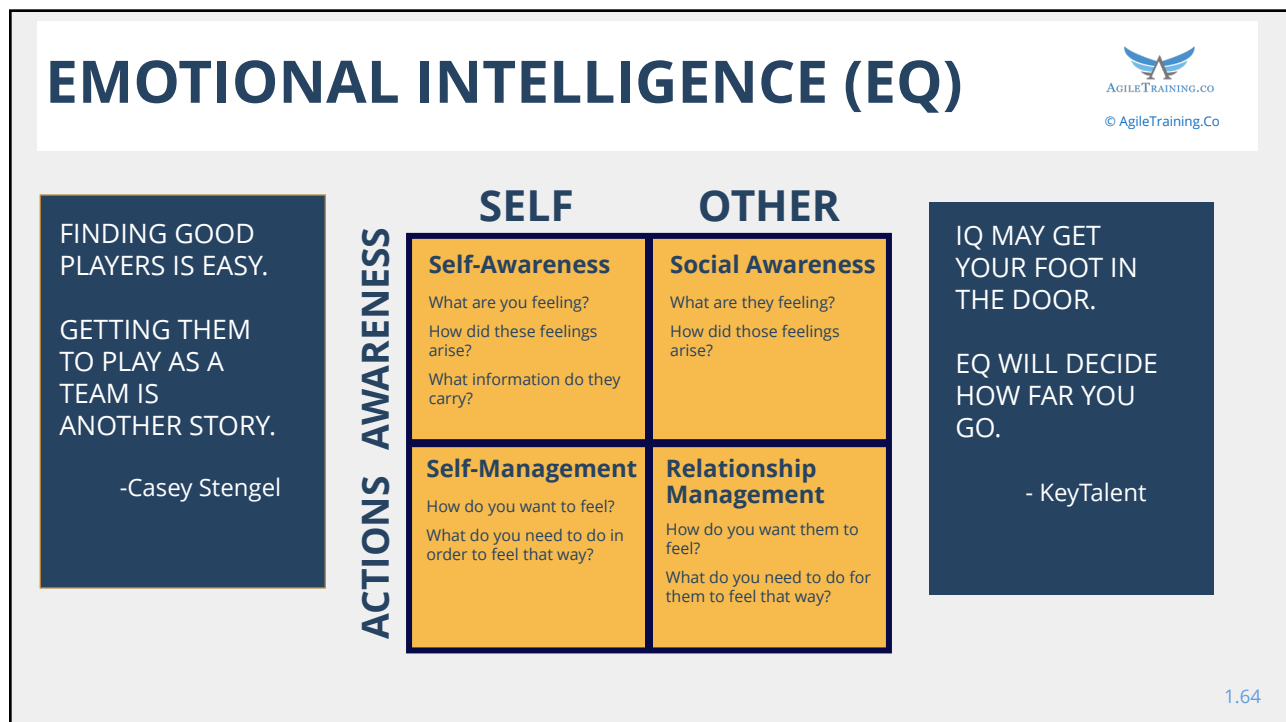 EMOTIONAL INTELLIGENCE (EQ)
AGILETRAINING.CO
© AgileTraining.Co
FINDING GOOD
PLAYERS IS EASY.
GETTING THEM
TO PLAY AS A
TEAM IS
ANOTHER STORY.
-Casey Stengel
SELF
OTHER
AWARENESS
Self-Awareness
What are you feeling?
How did these feelings
arise?
What information do they
carry?
Social Awareness
What are they feeling?
How did those feelings
arise?
ACTIONS
Self-Management
How do you want to feel?
What do you need to do in
order to feel that way?
Relationship
Management
How do you want them to
feel?
What do you need to do for
them to feel that way?
IQ MAY GET
YOUR FOOT IN
THE DOOR.
EQ WILL DECIDE
HOW FAR YOU
GO.
- KeyTalent
1.64